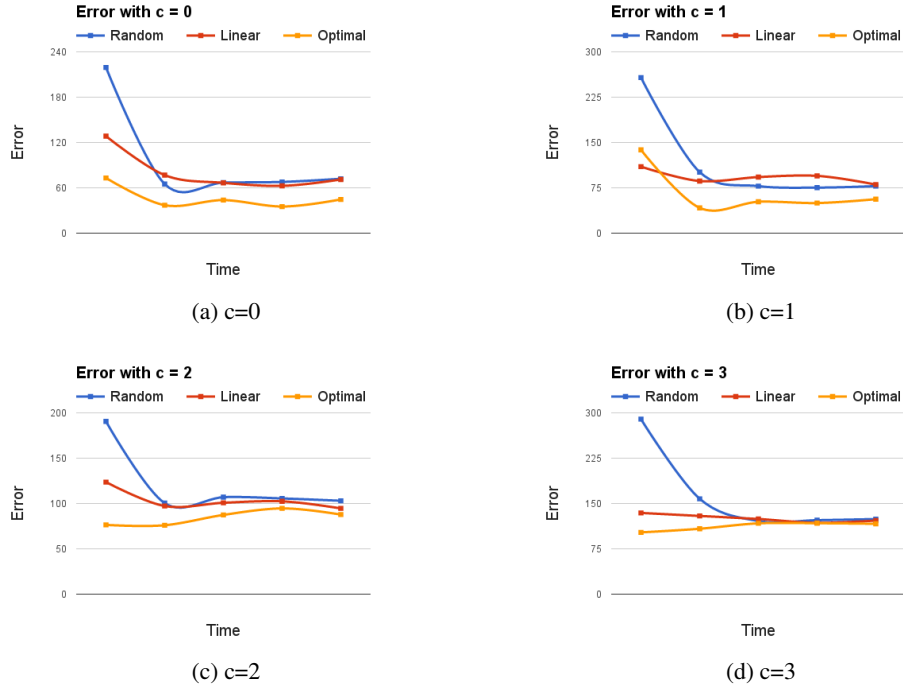 Error with c = 0
Random Linear Optimal
240
180
120
60
0
Error
Time
(a) c=0
Error with c = 1
Random Linear Optimal
300
225
150
75
0
Error
Time
(b) c=1
Error with c = 2
Random Linear Optimal
200
150
100
50
0
Error
Time
(c) c=2
Error with c = 3
Random Linear Optimal
300
225
150
75
0
Error
Time
(d) c=3